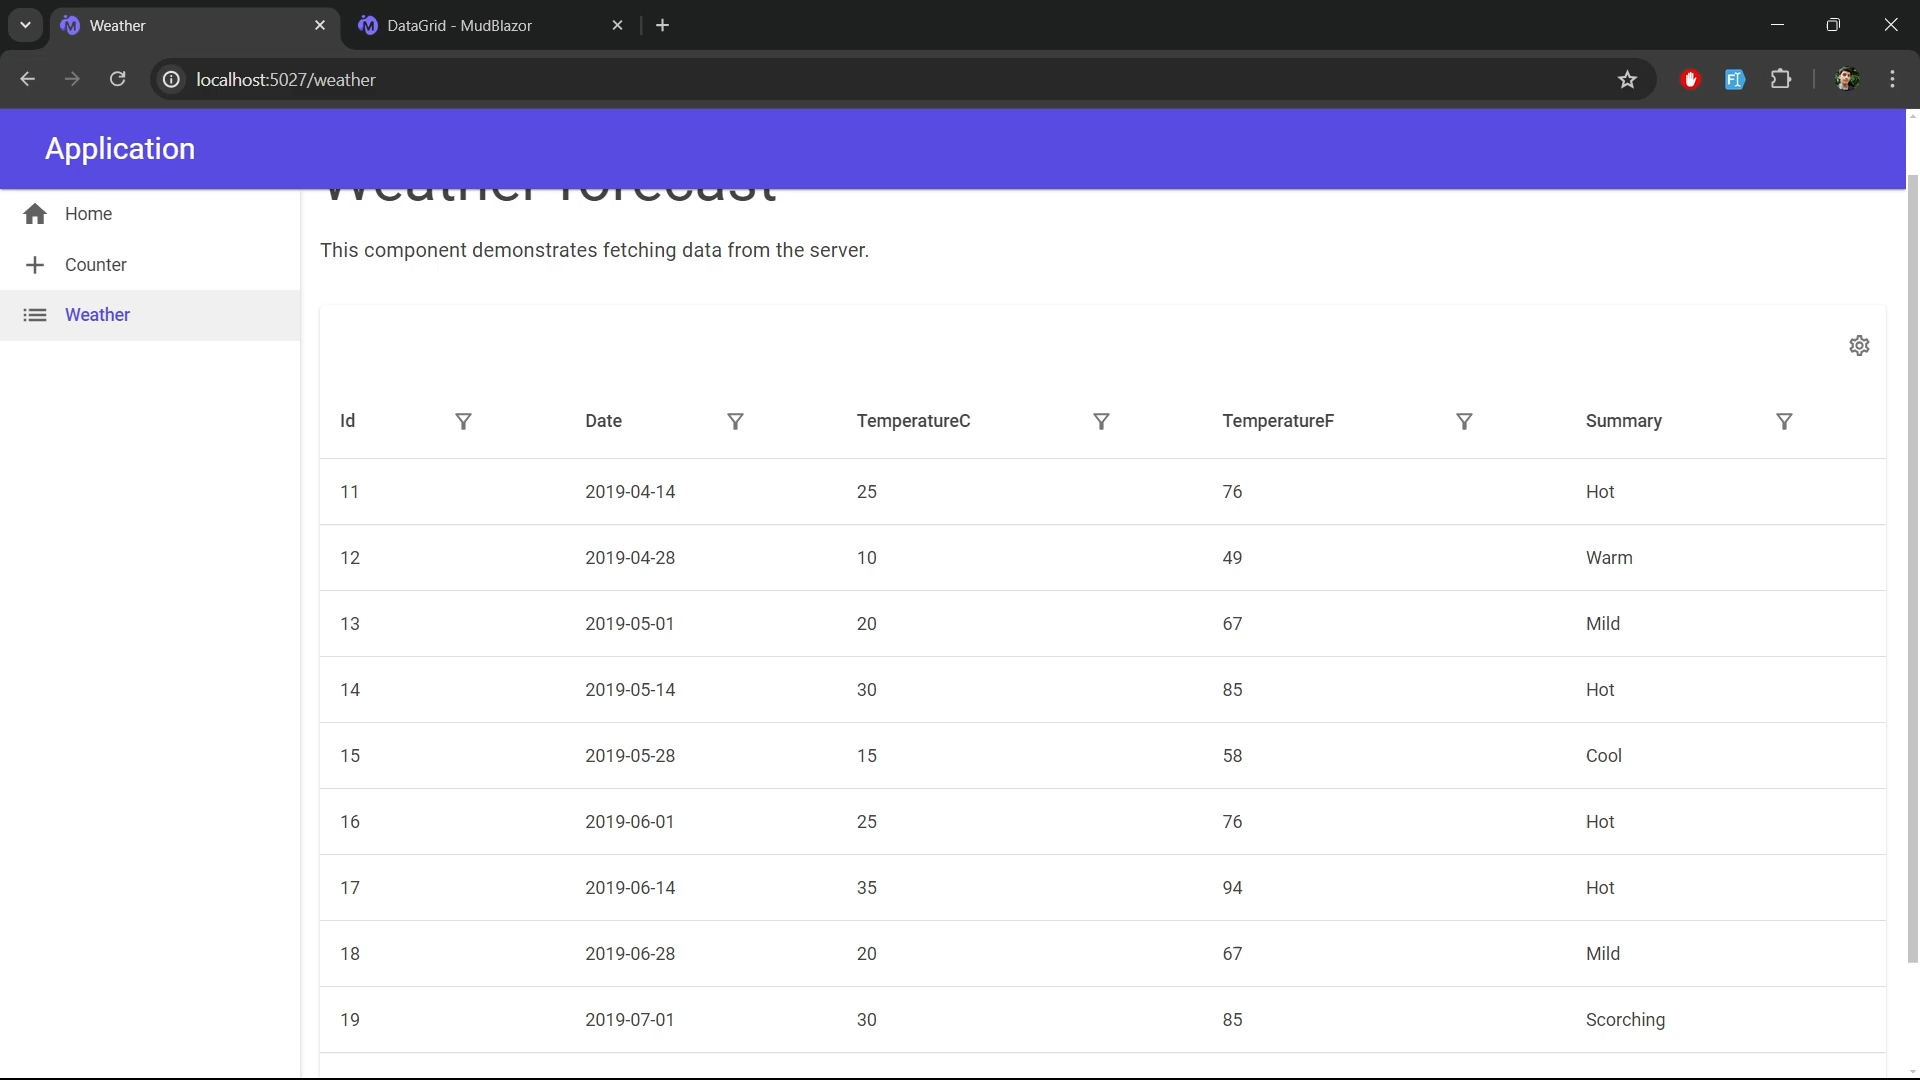 Weather
DataGrid - MudBlazor
localhost:5027/weather
Application
Weather forecast
Home
This component demonstrates fetching data from the server.
Counter
Weather
Id Date TemperatureC TemperatureF Summary
11 2019-04-14 25 76 Hot
12 2019-04-28 10 49 Warm
13 2019-05-01 20 67 Mild
14 2019-05-14 30 85 Hot
15 2019-05-28 15 58 Cool
16 2019-06-01 25 76 Hot
17 2019-06-14 35 94 Hot
18 2019-06-28 20 67 Mild
19 2019-07-01 30 85 Scorching